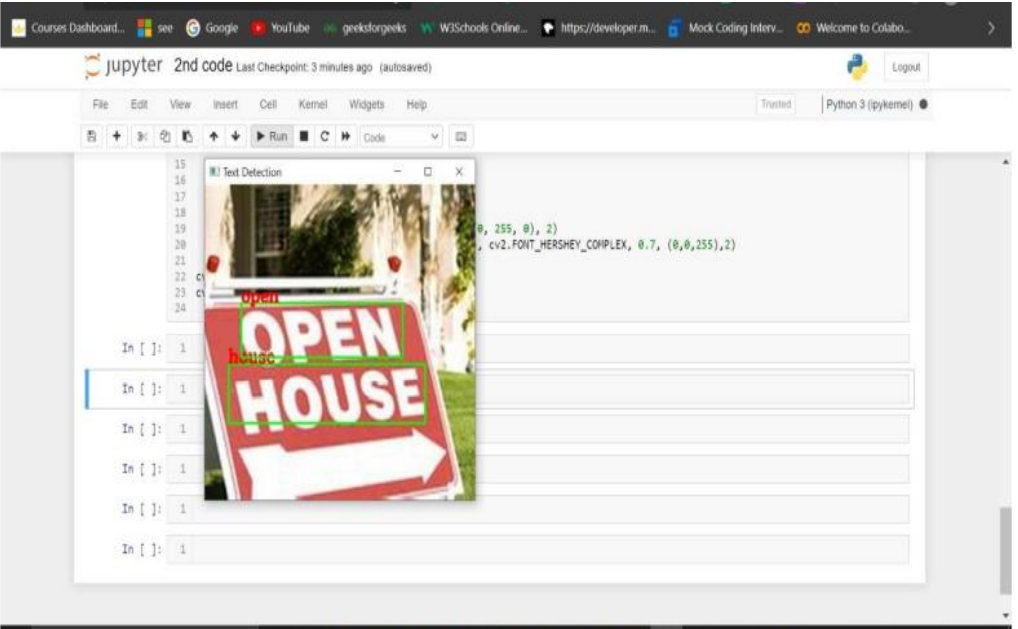 Courses Dashboard... see Google YouTube geeksforgeeks W3Schools Online... https://developer.m... Mock Coding Interv... Welcome to Colabo...
jupyter 2nd code Last Checkpoint: 3 minutes ago (autosaved) Logout
File Edit View Insert Cell Kernel Widgets Help Trusted Python 3 (ipykernel)
Run Code
15
Text Detection
16
17
18
19 0, 255, 0), 2)
20 , cv2.FONT_HERSHEY_COMPLEX, 0.7, (0,0,255),2)
21
22 cv
23 cv
24
open
OPEN
house
HOUSE
In [ ]: 1
In [ ]: 1
In [ ]: 1
In [ ]: 1
In [ ]: 1
In [ ]: 1